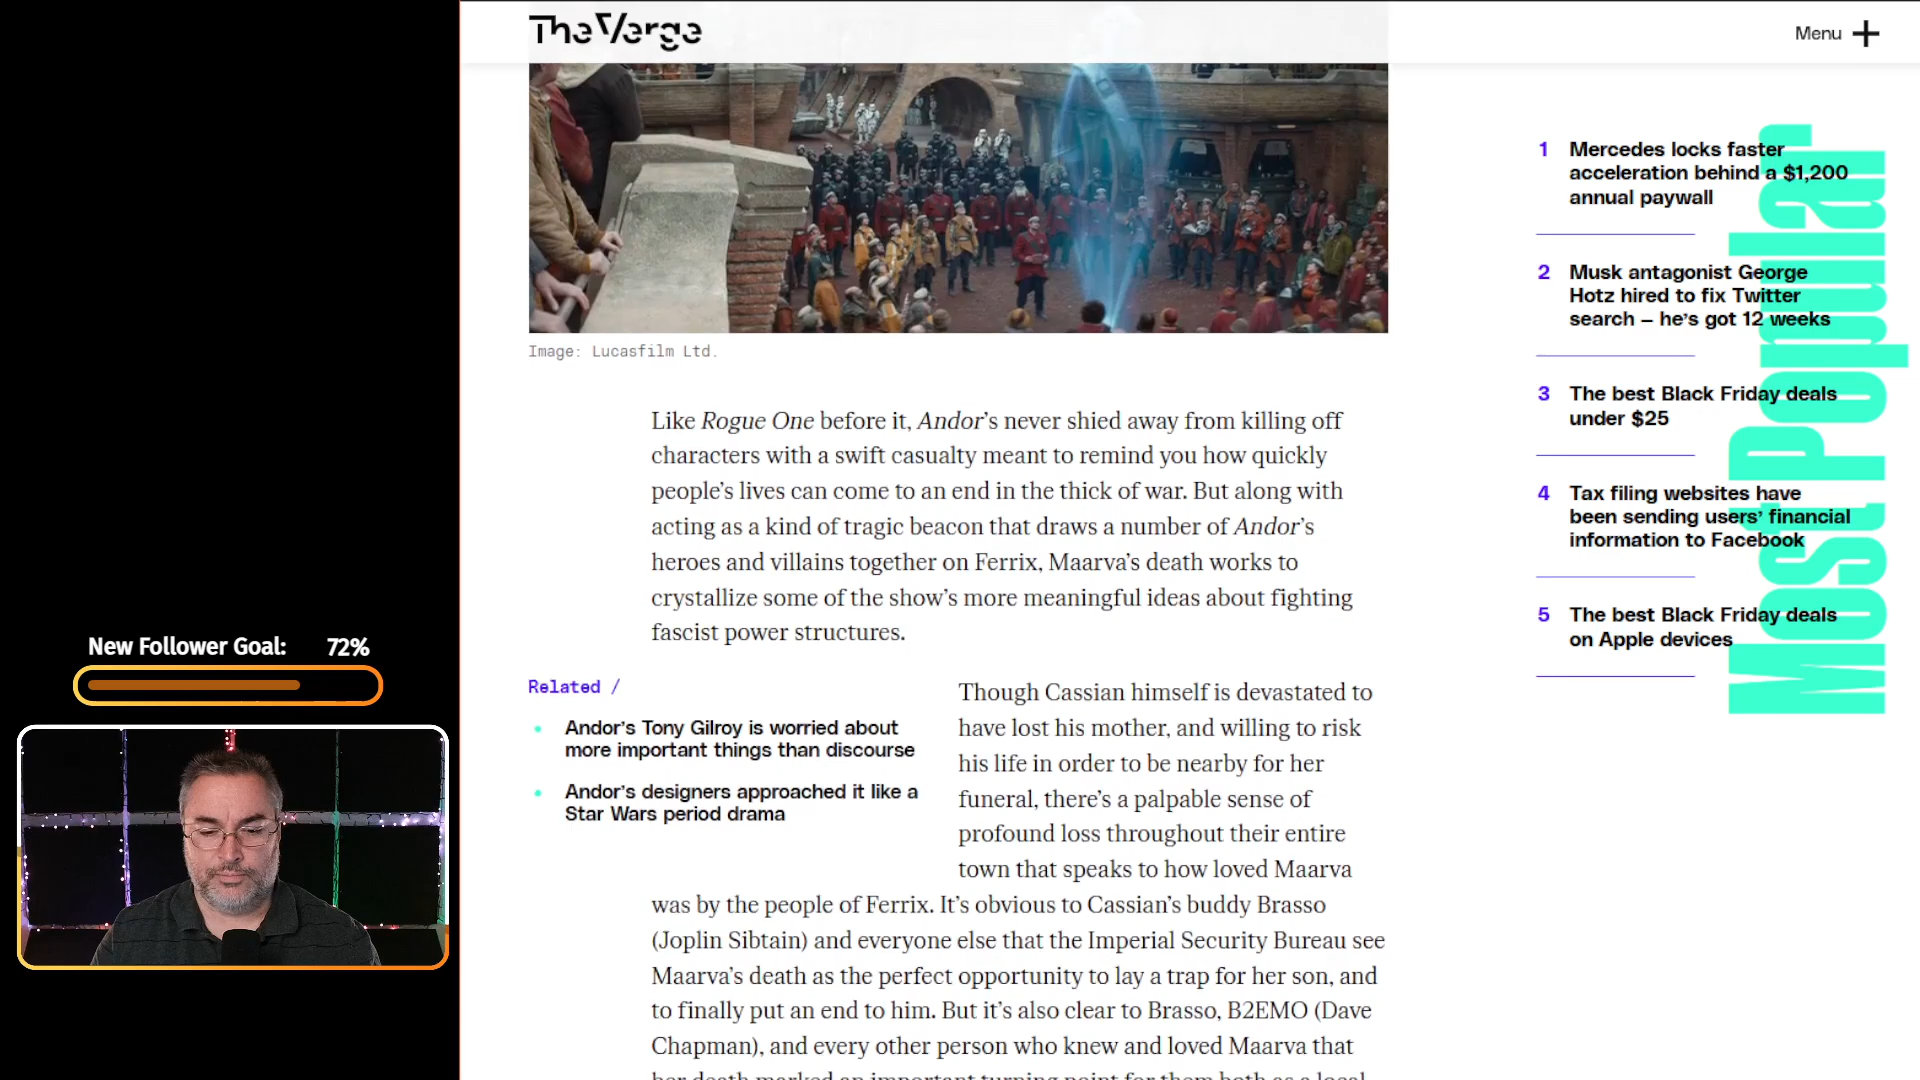 The Verge
Menu
Image: Lucasfilm Ltd.
Like Rogue One before it, Andor’s never shied away from killing off
characters with a swift casualty meant to remind you how quickly
people’s lives can come to an end in the thick of war. But along with
acting as a kind of tragic beacon that draws a number of Andor’s
heroes and villains together on Ferrix, Maarva’s death works to
crystallize some of the show’s more meaningful ideas about fighting
fascist power structures.
Related /
Andor’s Tony Gilroy is worried about
more important things than discourse
Andor’s designers approached it like a
Star Wars period drama
Though Cassian himself is devastated to
have lost his mother, and willing to risk
his life in order to be nearby for her
funeral, there’s a palpable sense of
profound loss throughout their entire
town that speaks to how loved Maarva
was by the people of Ferrix. It’s obvious to Cassian’s buddy Brasso
(Joplin Sibtain) and everyone else that the Imperial Security Bureau see
Maarva’s death as the perfect opportunity to lay a trap for her son, and
to finally put an end to him. But it’s also clear to Brasso, B2EMO (Dave
Chapman), and every other person who knew and loved Maarva that
her death marked an important turning point for them both as a local
Most Popular
1 Mercedes locks faster
acceleration behind a $1,200
annual paywall
2 Musk antagonist George
Hotz hired to fix Twitter
search – he’s got 12 weeks
3 The best Black Friday deals
under $25
4 Tax filing websites have
been sending users’ financial
information to Facebook
5 The best Black Friday deals
on Apple devices
New Follower Goal: 72%